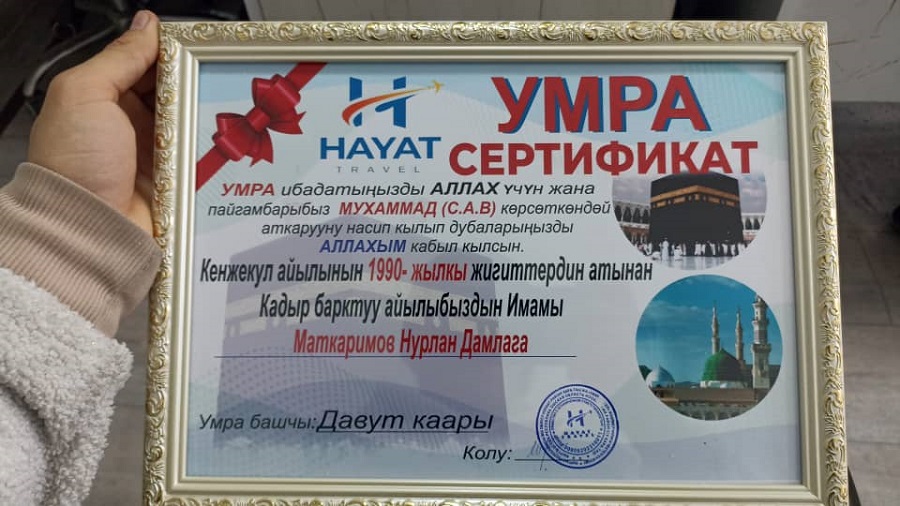 HAYAT
TRAVEL
УМРА
СЕРТИФИКАТ
УМРА ибадатыңызды АЛЛАХ үчүн жана
пайгамбарыбыз МУХАММАД (С.А.В) көрсөткөндөй
аткарууну насип кылып дубаларыңызды
АЛЛАХЫМ кабыл кылсын.
Кенжекул айылынын 1990- жылкы жигиттердин атынан
Кадыр барктуу айылыбыздын Имамы
Маткаримов Нурлан Дамлага
Умра башчы: Давут каары
Колу: